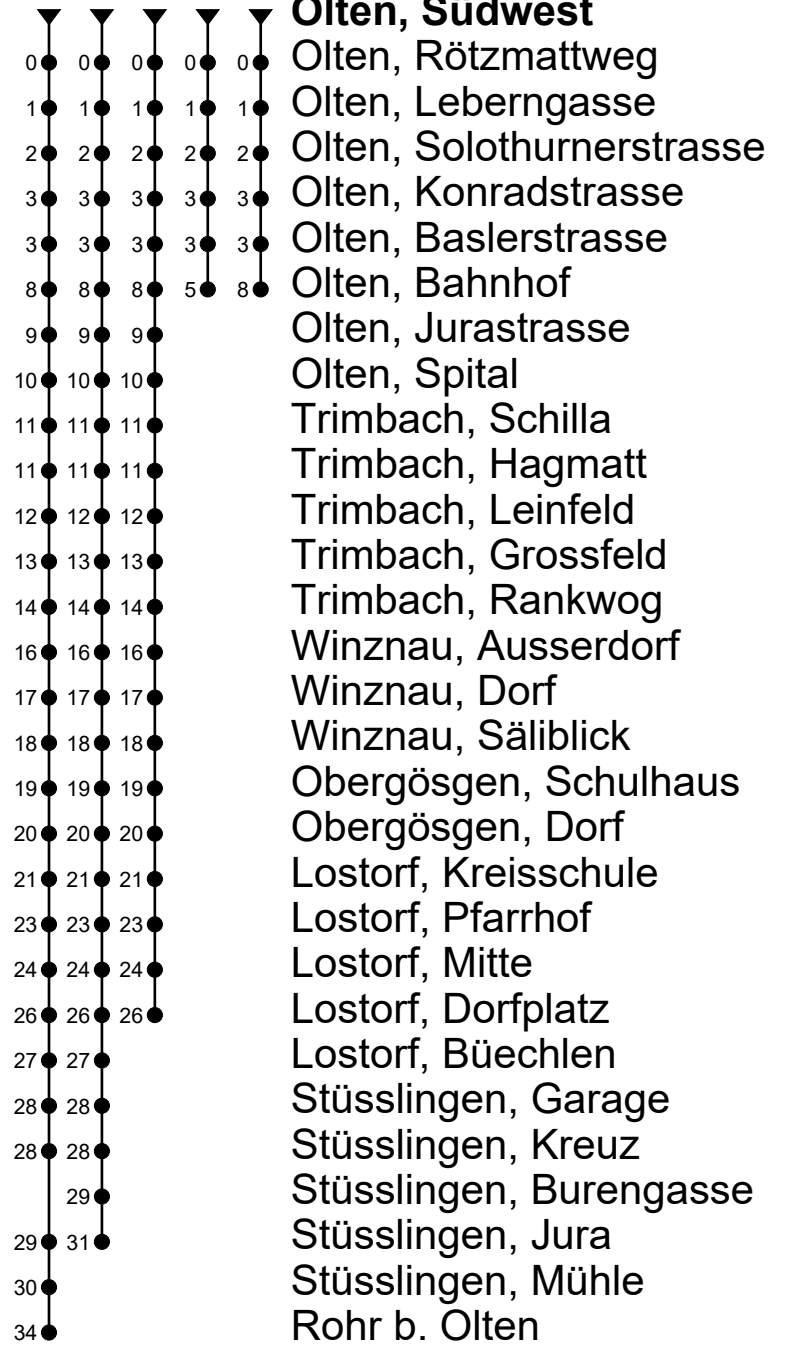 Olten, Südwest
0 0 0 0 0 Olten, Rötzmattweg
1 1 1 1 1 Olten, Leberngasse
2 2 2 2 2 Olten, Solothurnerstrasse
3 3 3 3 3 Olten, Konradstrasse
3 3 3 3 3 Olten, Baslerstrasse
8 8 8 5 8 Olten, Bahnhof
9 9 9 Olten, Jurastrasse
10 10 10 Olten, Spital
11 11 11 Trimbach, Schilla
11 11 11 Trimbach, Hagmatt
12 12 12 Trimbach, Leinfeld
13 13 13 Trimbach, Grossfeld
14 14 14 Trimbach, Rankwog
16 16 16 Winznau, Ausserdorf
17 17 17 Winznau, Dorf
18 18 18 Winznau, Säliblick
19 19 19 Obergösgen, Schulhaus
20 20 20 Obergösgen, Dorf
21 21 21 Lostorf, Kreisschule
23 23 23 Lostorf, Pfarrhof
24 24 24 Lostorf, Mitte
26 26 26 Lostorf, Dorfplatz
27 27 Lostorf, Büechlen
28 28 Stüsslingen, Garage
28 28 Stüsslingen, Kreuz
29 Stüsslingen, Burengasse
29 31 Stüsslingen, Jura
30 Stüsslingen, Mühle
34 Rohr b. Olten